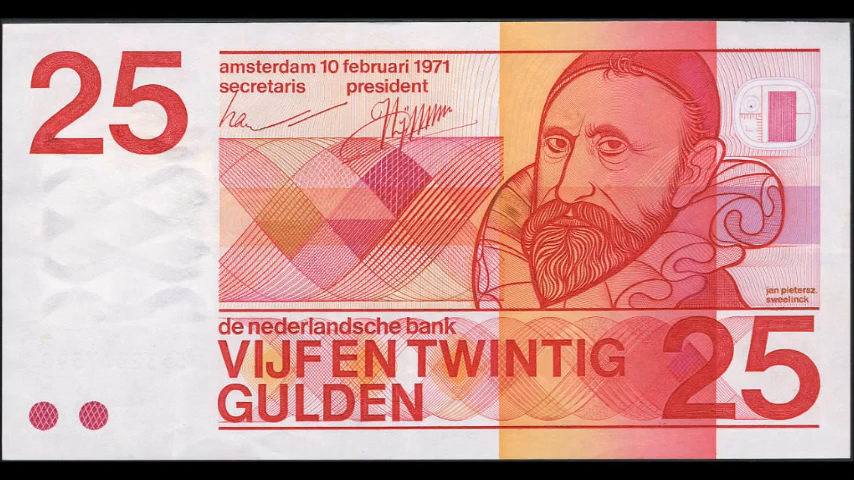 25
amsterdam 10 februari 1971
secretaris president
jan pietersz.
sweelinck
de nederlandsche bank
VIJF EN TWINTIG
GULDEN
25